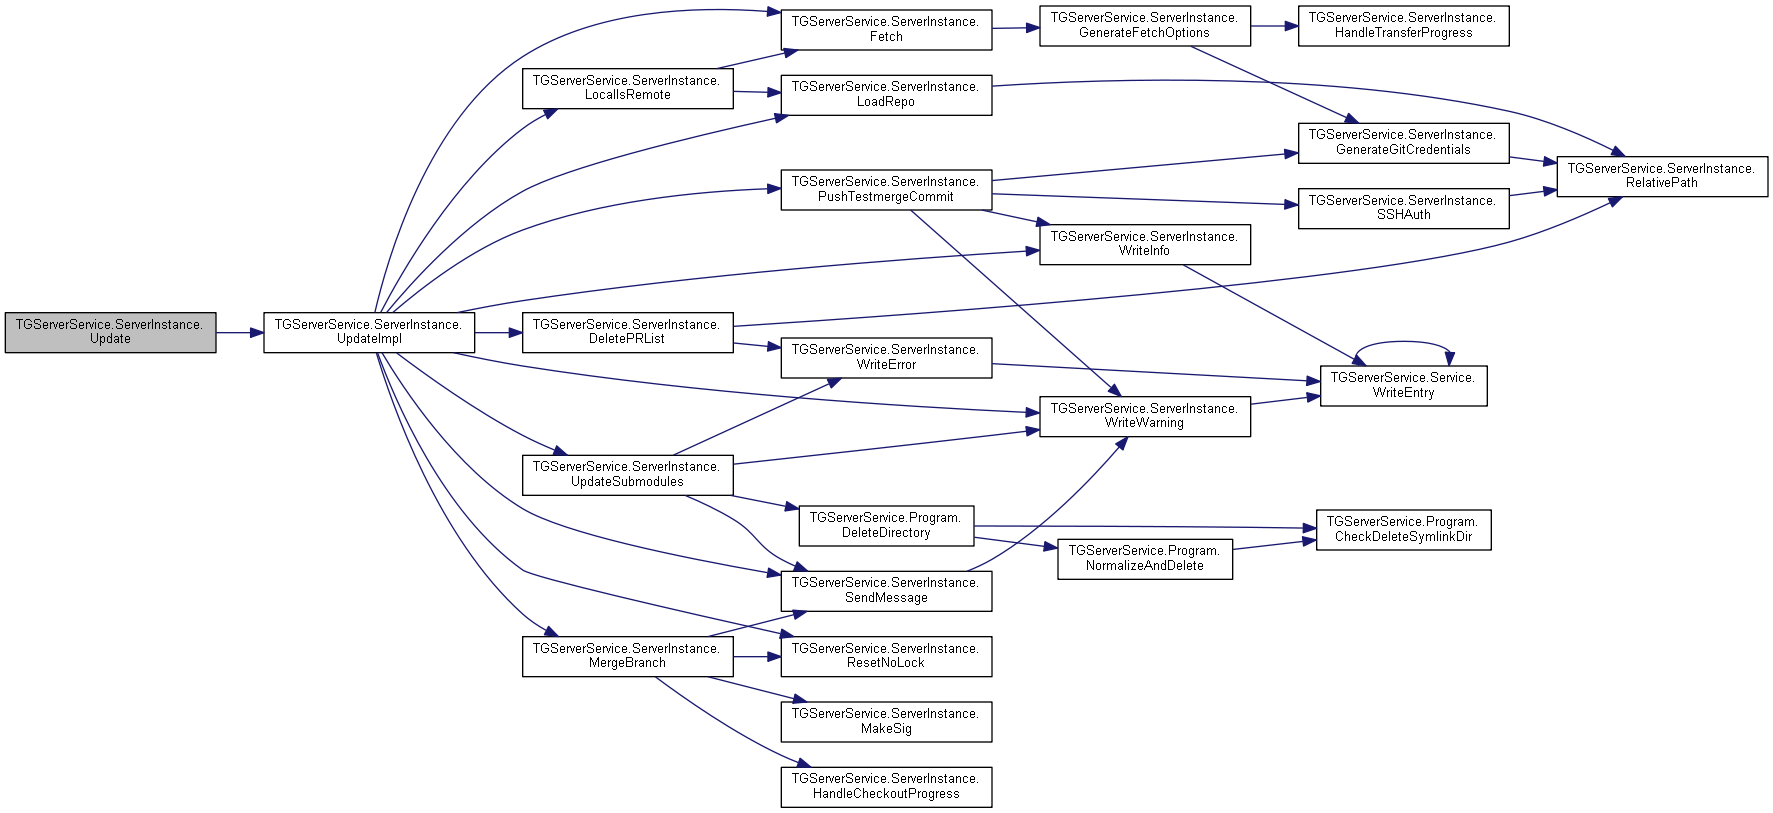 TGServerService.ServerInstance.
Update
TGServerService.ServerInstance.
UpdateImpl
TGServerService.ServerInstance.
LocalIsRemote
TGServerService.ServerInstance.
DeletePRList
TGServerService.ServerInstance.
UpdateSubmodules
TGServerService.ServerInstance.
MergeBranch
TGServerService.ServerInstance.
Fetch
TGServerService.ServerInstance.
LoadRepo
TGServerService.ServerInstance.
PushTestmergeCommit
TGServerService.ServerInstance.
WriteError
TGServerService.Program.
DeleteDirectory
TGServerService.ServerInstance.
SendMessage
TGServerService.ServerInstance.
ResetNoLock
TGServerService.ServerInstance.
MakeSig
TGServerService.ServerInstance.
HandleCheckoutProgress
TGServerService.ServerInstance.
GenerateFetchOptions
TGServerService.ServerInstance.
WriteInfo
TGServerService.ServerInstance.
WriteWarning
TGServerService.Program.
NormalizeAndDelete
TGServerService.ServerInstance.
HandleTransferProgress
TGServerService.ServerInstance.
GenerateGitCredentials
TGServerService.ServerInstance.
SSHAuth
TGServerService.Service.
WriteEntry
TGServerService.Program.
CheckDeleteSymlinkDir
TGServerService.ServerInstance.
RelativePath